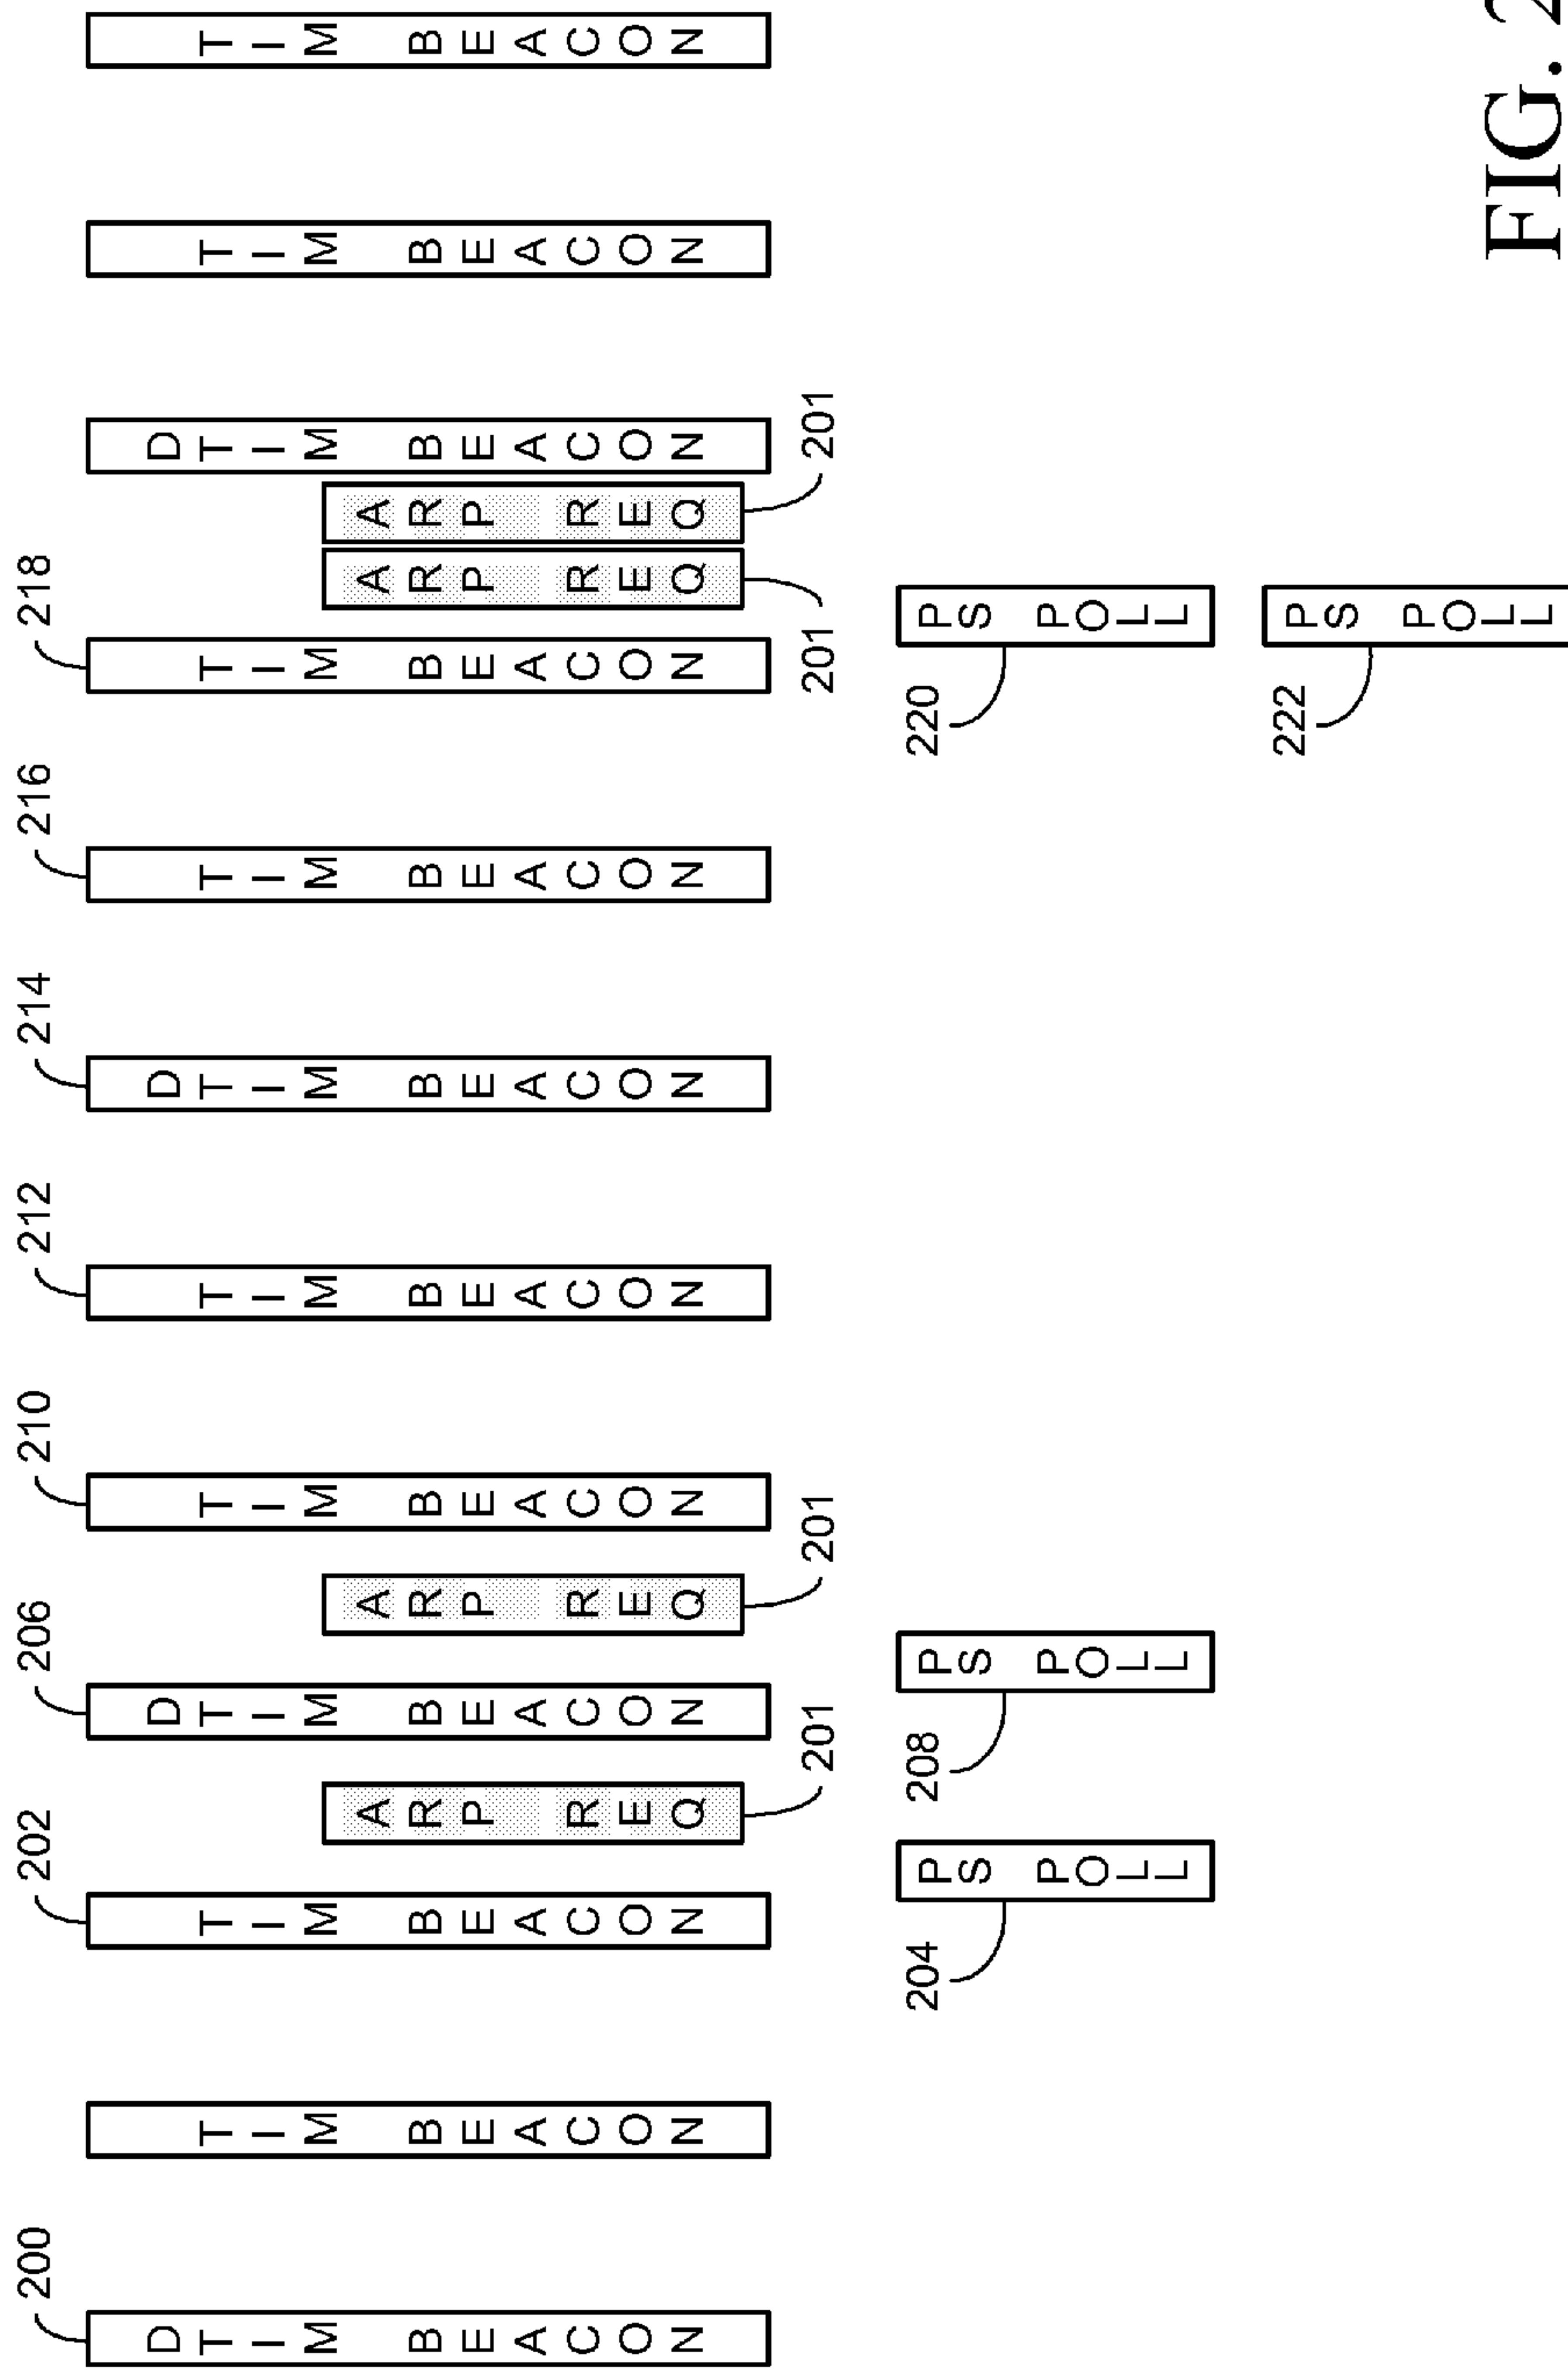 200
202
206
210
212
214
216
218
DTIM BEACON
TIM BEACON
TIM BEACON
ARP REQ
DTIM BEACON
ARP REQ
TIM BEACON
TIM BEACON
DTIM BEACON
TIM BEACON
TIM BEACON
ARP REQ
ARP REQ
DTIM BEACON
TIM BEACON
TIM BEACON
201
201
201
201
204
PS POLL
208
PS POLL
220
PS POLL
222
PS POLL
FIG. 2